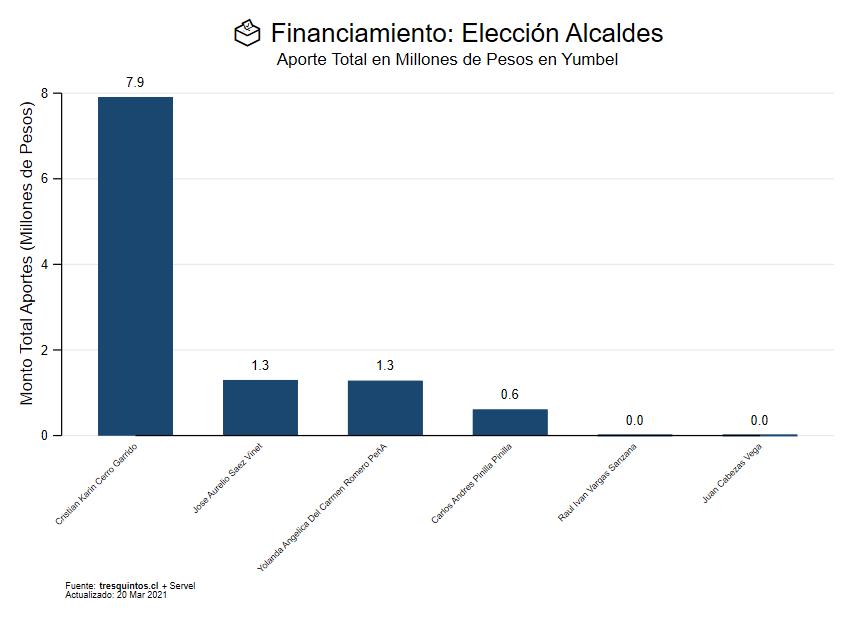 Financiamiento: Elección Alcaldes
Aporte Total en Millones de Pesos en Yumbel
Monto Total Aportes (Millones de Pesos)
8
6
4
2
0
7.9
1.3
1.3
0.6
0.0
0.0
Cristian Karin Cerro Garrido
Jose Aurelio Saez Vinet
Yolanda Angelica Del Carmen Romero PeñA
Carlos Andres Pinilla Pinilla
Raul Ivan Vargas Sanzana
Juan Cabezas Vega
Fuente: tresquintos.cl + Servel
Actualizado: 20 Mar 2021